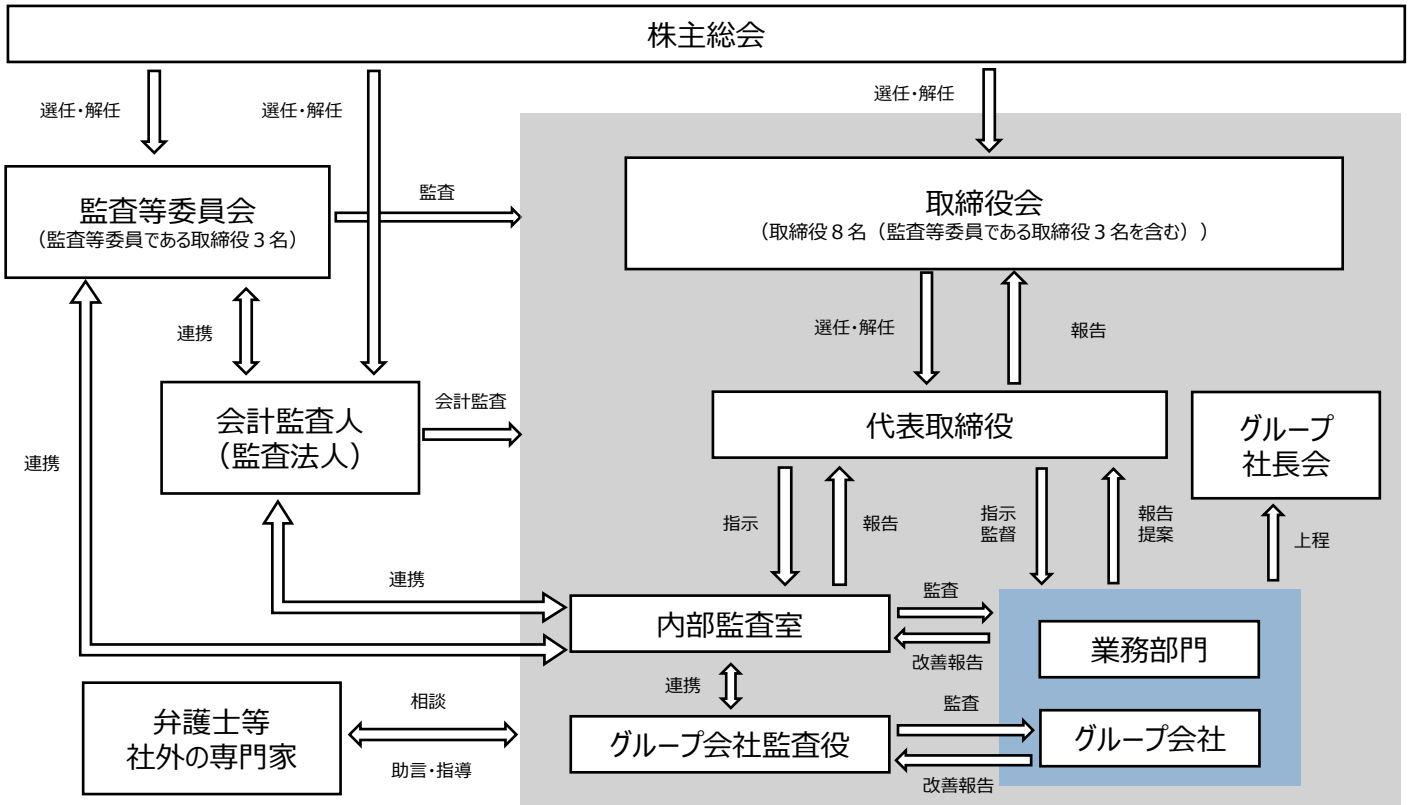 株主総会
選任・解任
選任・解任
選任・解任
監査等委員会
（監査等委員である取締役３名）
監査
取締役会
（取締役８名（監査等委員である取締役３名を含む））
連携
選任・解任
報告
会計監査人
（監査法人）
会計監査
代表取締役
グループ
社長会
連携
指示
報告
指示
監督
報告
提案
上程
連携
内部監査室
監査
改善報告
業務部門
連携
弁護士等
社外の専門家
相談
助言・指導
グループ会社監査役
監査
改善報告
グループ会社